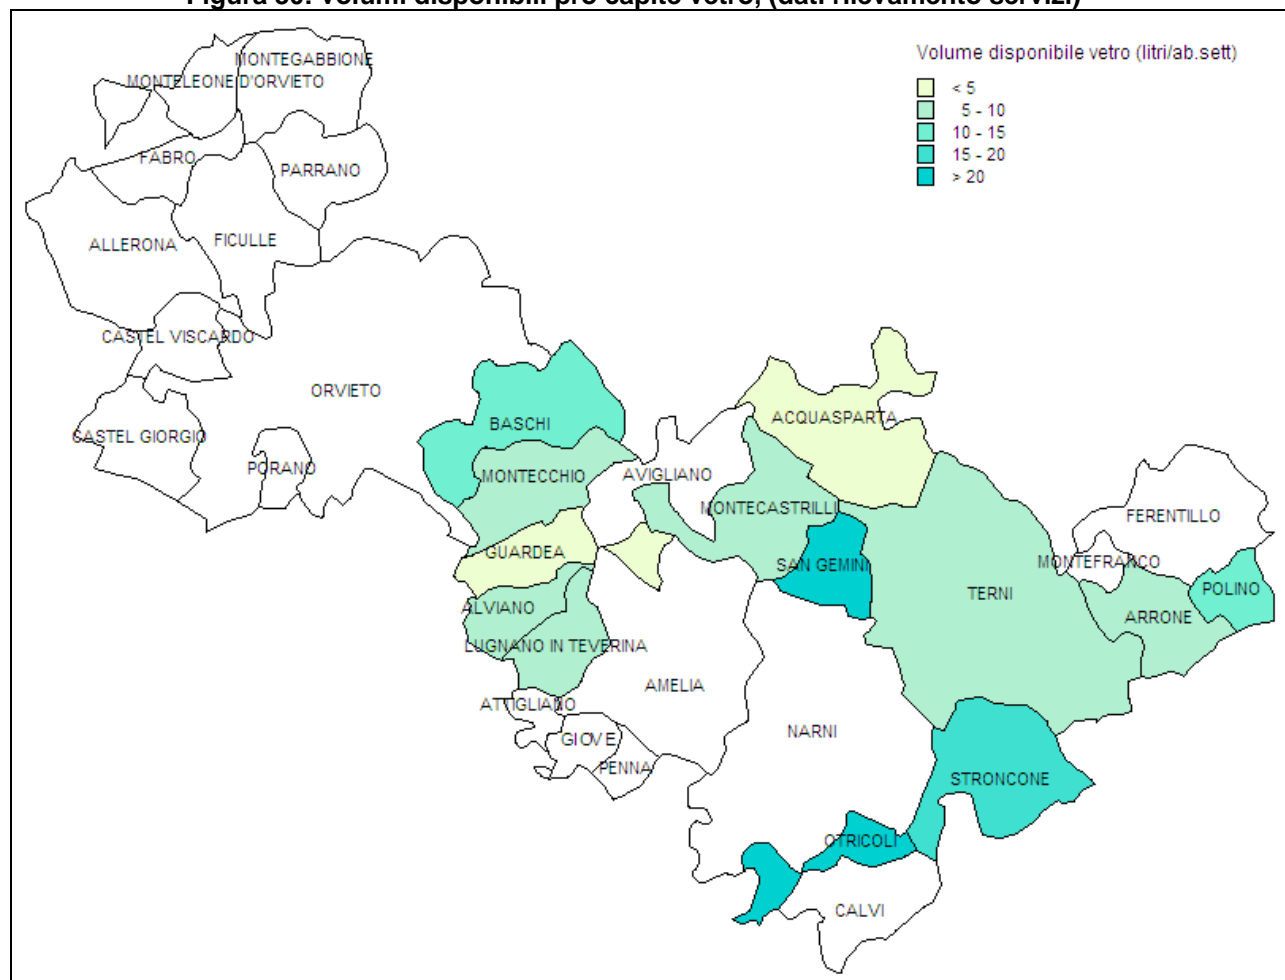 Volume disponibile vetro (litri/ab.sett)
< 5
5 - 10
10 - 15
15 - 20
> 20
MONTEGABBIONE
MONTELEONE D'ORVIETO
FABRO
PARRANO
ALLERONA
FICULLE
CASTEL VISCARDO
ORVIETO
CASTEL GIORGIO
PORANO
BASCHI
MONTECCHIO
AVIGLIANO
ACQUASPARTA
MONTECASTRILLI
GUARDEA
SAN GEMINI
FERENTILLO
MONTEFRANCO
POLINO
TERNI
ARRONE
ALVIANO
LUGNANO IN TEVERINA
AMELIA
ATTIGLIANO
GIOVE
PENNA
NARNI
STRONCONE
OTRICOLI
CALVI